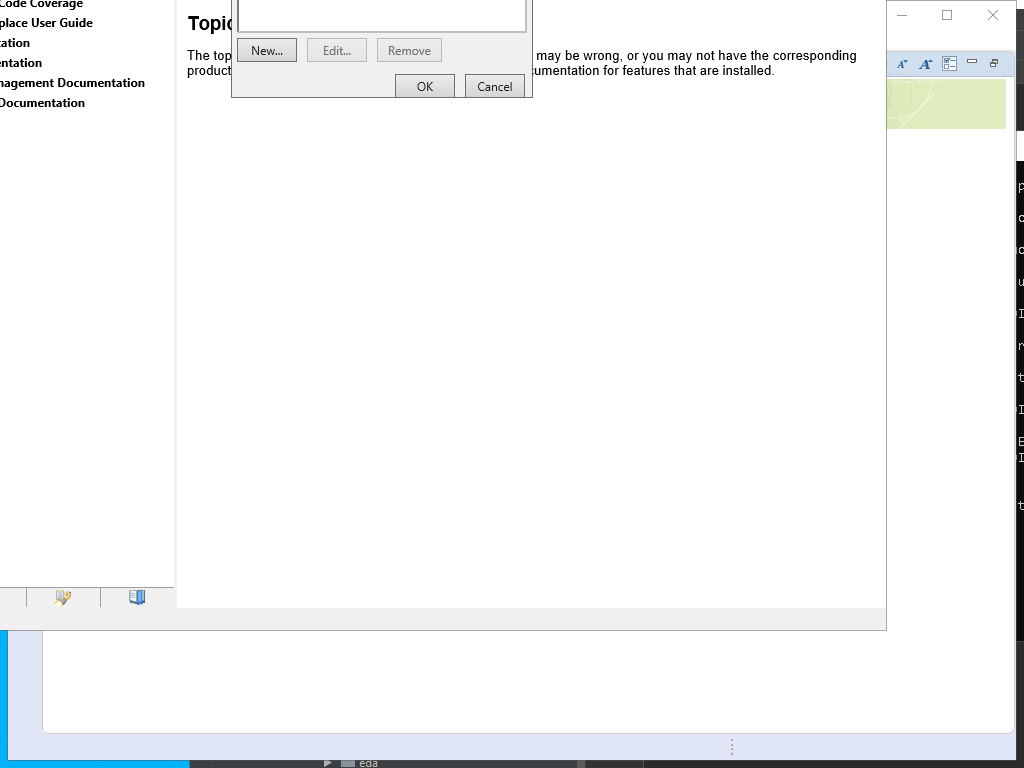 Code Coverage
place User Guide
tation
entation
nagement Documentation
Documentation
Topic
New...
Edit...
Remove
The top may be wrong, or you may not have the corresponding
product umentation for features that are installed.
OK
Cancel
eda